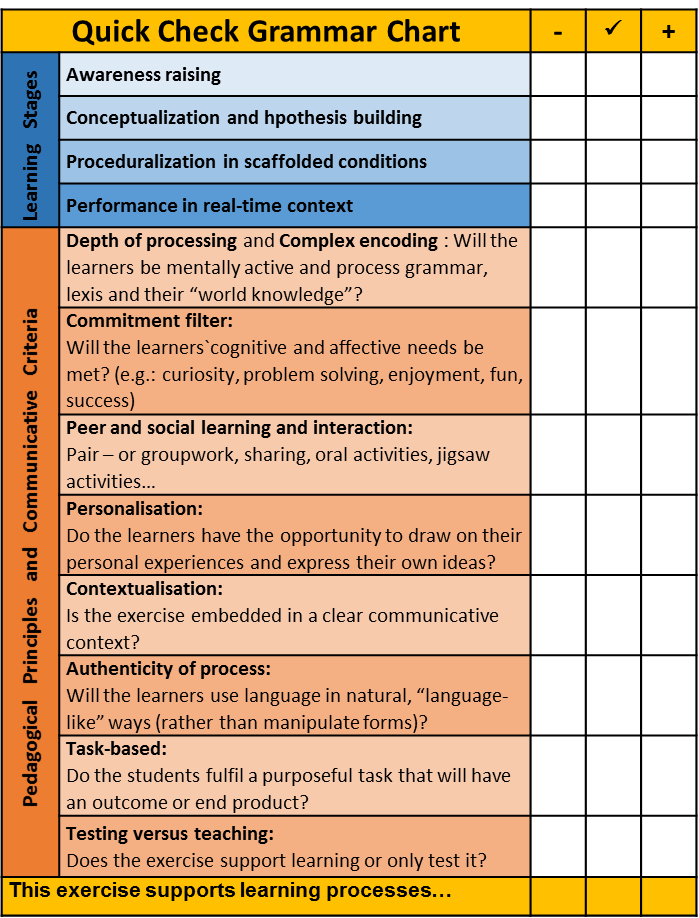 Quick Check Grammar Chart - ✓ +
Learning Stages
Awareness raising
Conceptualization and hpothesis building
Proceduralization in scaffolded conditions
Performance in real-time context
Pedagogical Principles and Communicative Criteria
Depth of processing and Complex encoding : Will the
learners be mentally active and process grammar,
lexis and their “world knowledge”?
Commitment filter:
Will the learners`cognitive and affective needs be
met? (e.g.: curiosity, problem solving, enjoyment, fun,
success)
Peer and social learning and interaction:
Pair – or groupwork, sharing, oral activities, jigsaw
activities…
Personalisation:
Do the learners have the opportunity to draw on their
personal experiences and express their own ideas?
Contextualisation:
Is the exercise embedded in a clear communicative
context?
Authenticity of process:
Will the learners use language in natural, “language-
like” ways (rather than manipulate forms)?
Task-based:
Do the students fulfil a purposeful task that will have
an outcome or end product?
Testing versus teaching:
Does the exercise support learning or only test it?
This exercise supports learning processes…